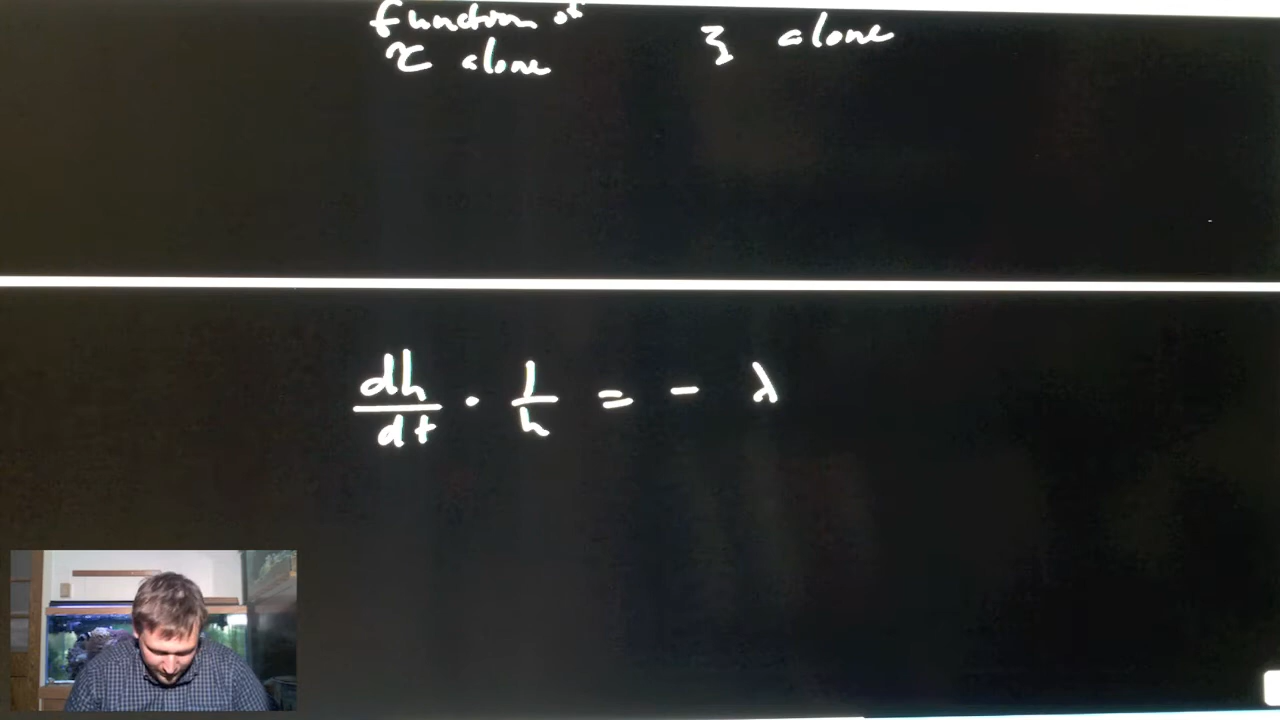 function of
τ alone
ξ alone
dh/dt · 1/h = - λ